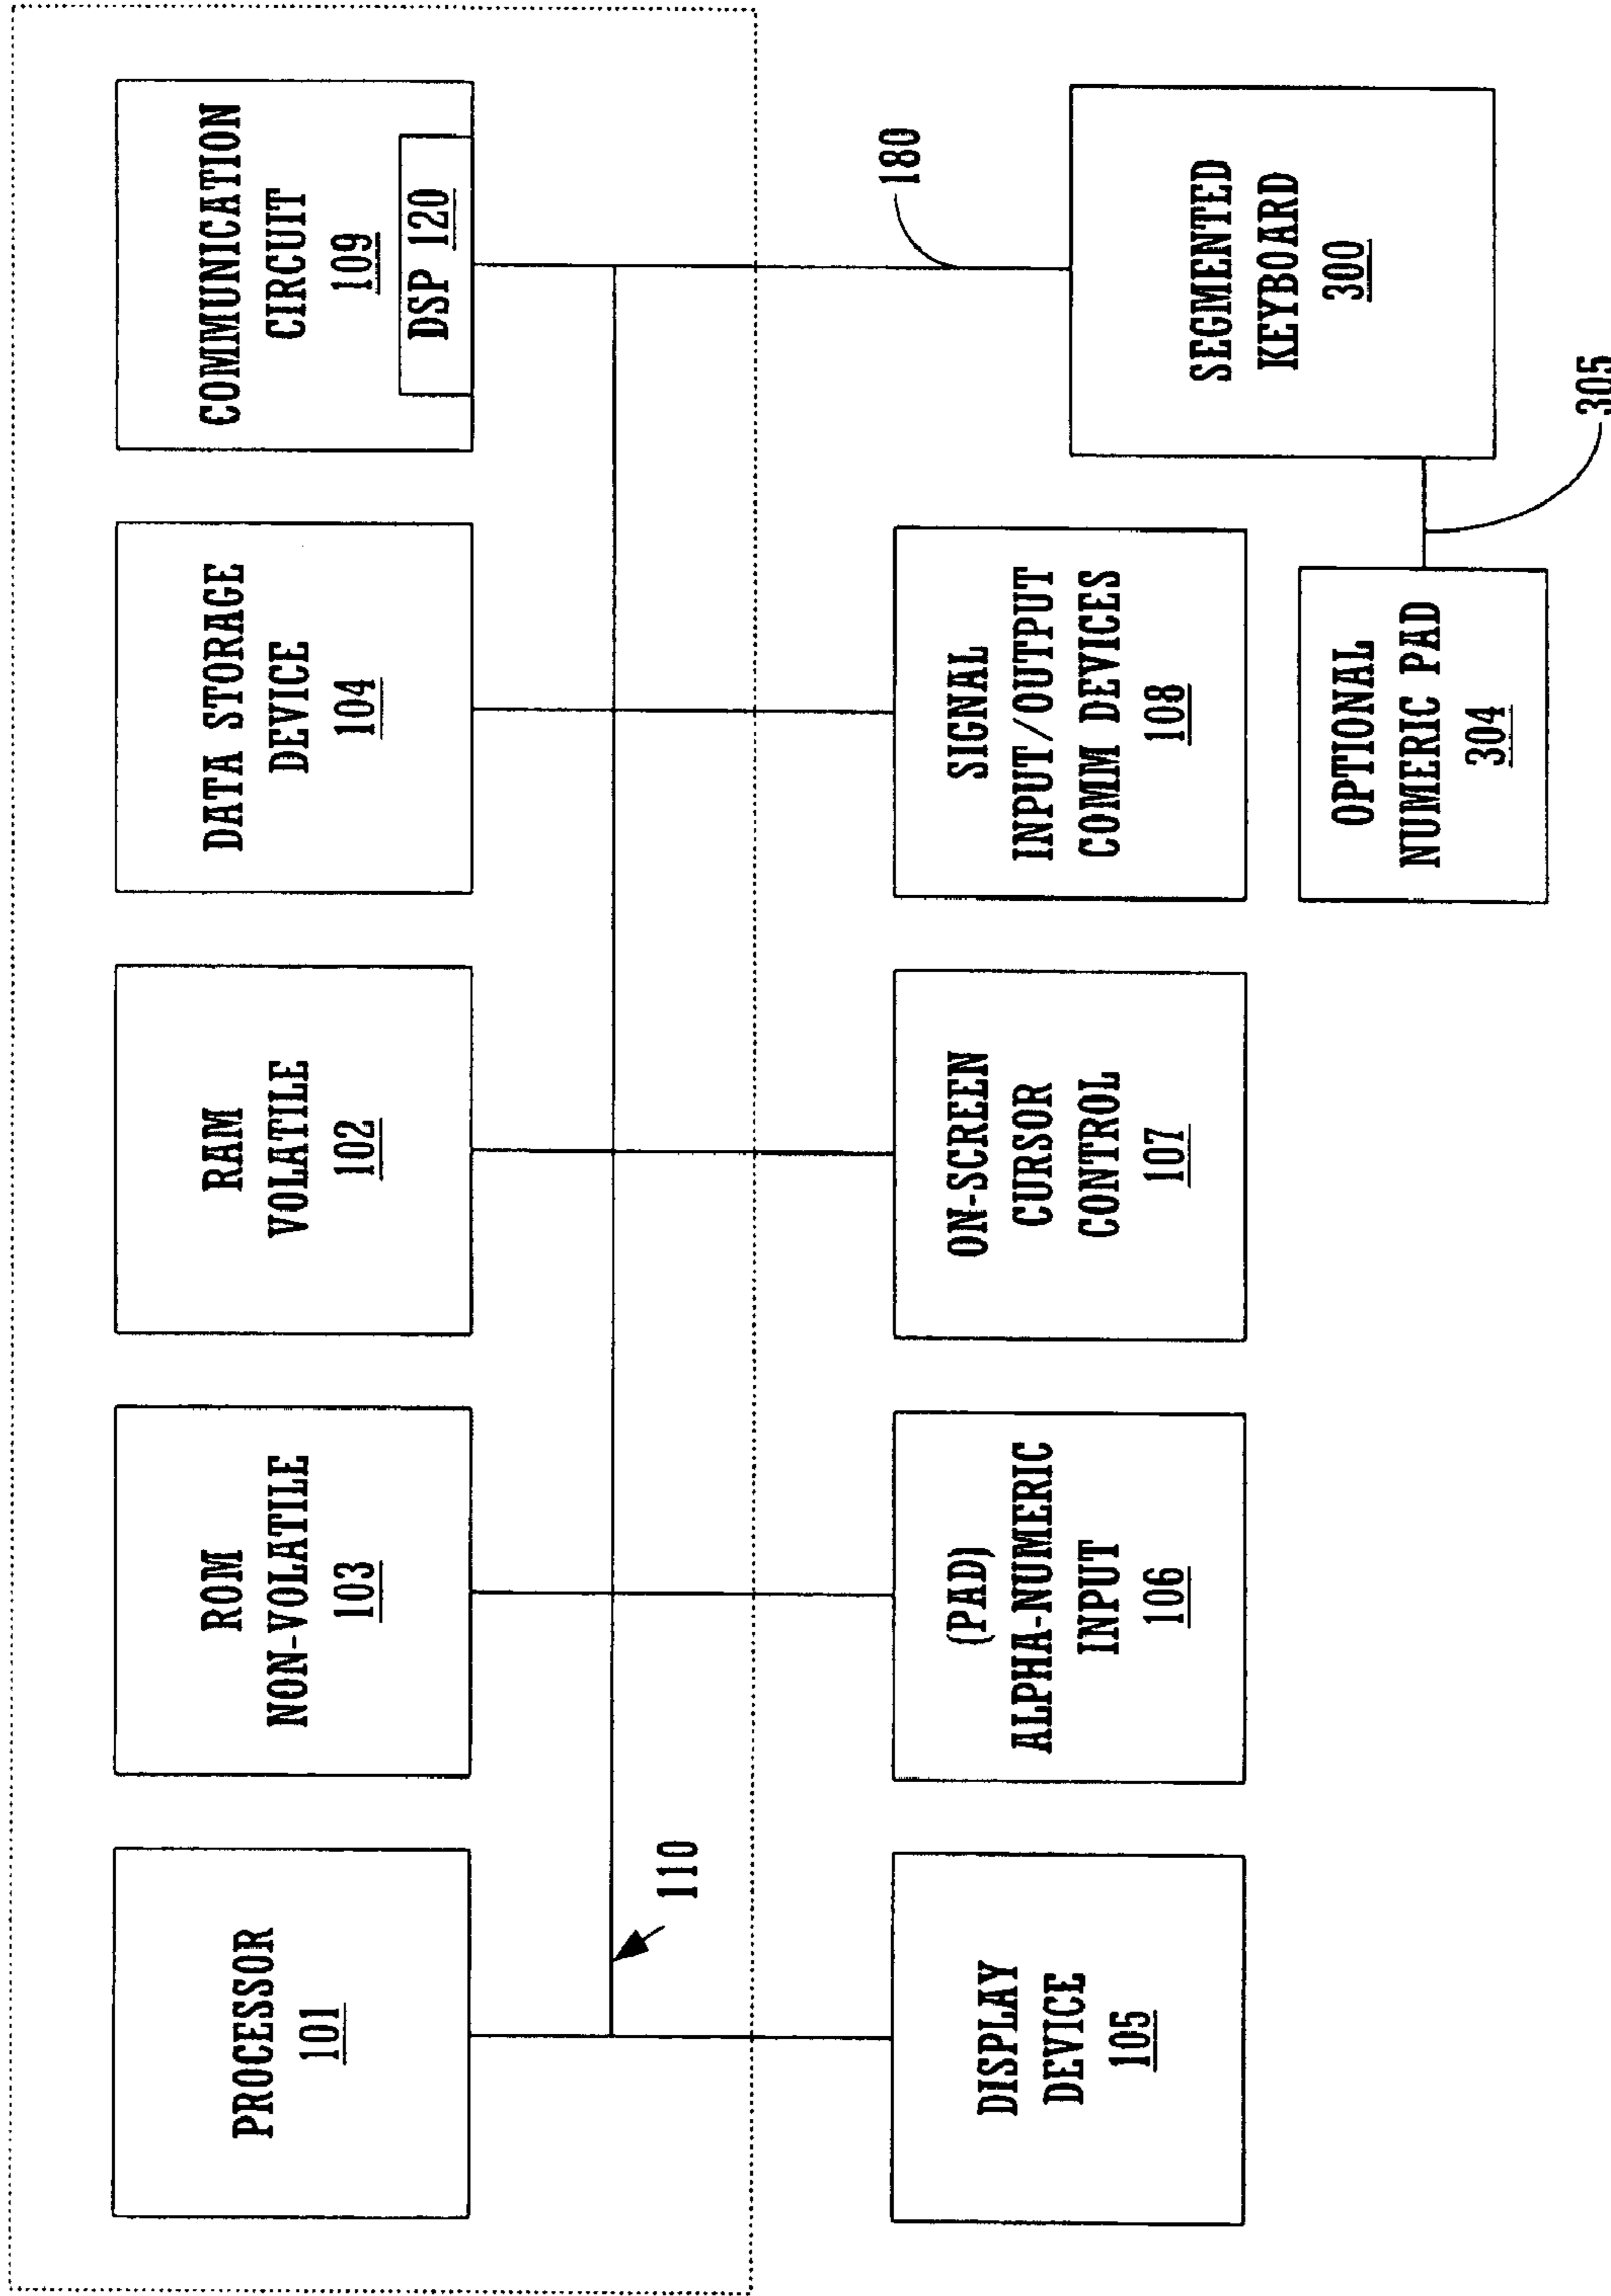 PROCESSOR
101
ROM
NON-VOLATILE
103
RAM
VOLATILE
102
DATA STORAGE
DEVICE
104
COMMUNICATION
CIRCUIT
109
DSP 120
110
180
DISPLAY
DEVICE
105
(PAD)
ALPHA-NUMERIC
INPUT
106
ON-SCREEN
CURSOR
CONTROL
107
SIGNAL
INPUT/OUTPUT
COMM DEVICES
108
SEGMENTED
KEYBOARD
300
OPTIONAL
NUMERIC PAD
304
305